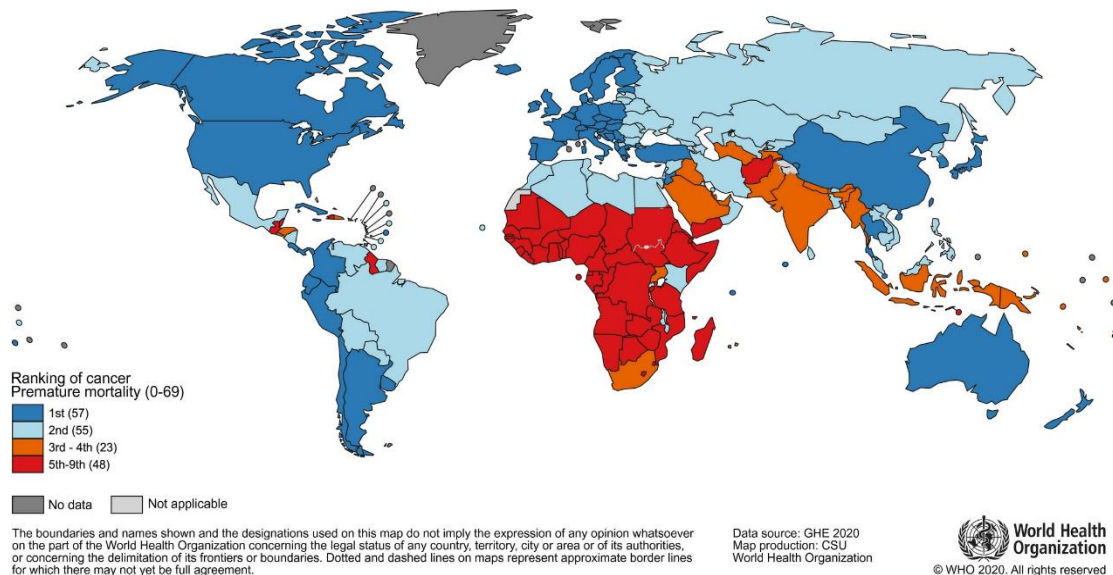 Ranking of cancer
Premature mortality (0-69)
1st (57)
2nd (55)
3rd - 4th (23)
5th-9th (48)
No data
Not applicable
The boundaries and names shown and the designations used on this map do not imply the expression of any opinion whatsoever
on the part of the World Health Organization concerning the legal status of any country, territory, city or area or of its authorities,
or concerning the delimitation of its frontiers or boundaries. Dotted and dashed lines on maps represent approximate border lines
for which there may not yet be full agreement.
Data source: GHE 2020
Map production: CSU
World Health Organization
World Health
Organization
© WHO 2020. All rights reserved